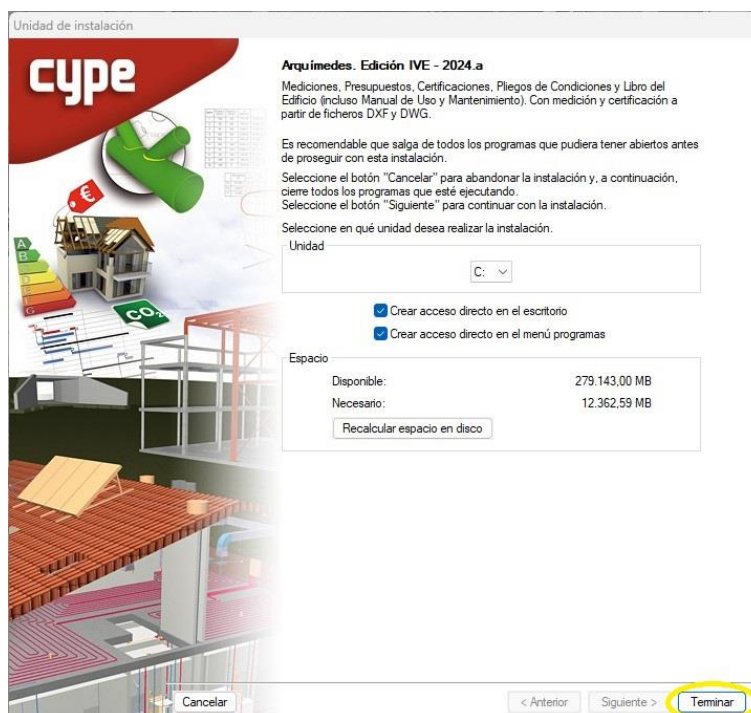 Unidad de instalación
cype
Arquímedes. Edición IVE - 2024.a
Mediciones, Presupuestos, Certificaciones, Pliegos de Condiciones y Libro del
Edificio (incluso Manual de Uso y Mantenimiento). Con medición y certificación a
partir de ficheros DXF y DWG.
Es recomendable que salga de todos los programas que pudiera tener abiertos antes
de proseguir con esta instalación.
Seleccione el botón "Cancelar" para abandonar la instalación y, a continuación,
cierre todos los programas que esté ejecutando.
Seleccione el botón "Siguiente" para continuar con la instalación.
Seleccione en qué unidad desea realizar la instalación.
Unidad
C:
Crear acceso directo en el escritorio
Crear acceso directo en el menú programas
Espacio
Disponible: 279.143,00 MB
Necesario: 12.362,59 MB
Recalcular espacio en disco
€
A
B
G
CO2
Cancelar < Anterior Siguiente > Terminar